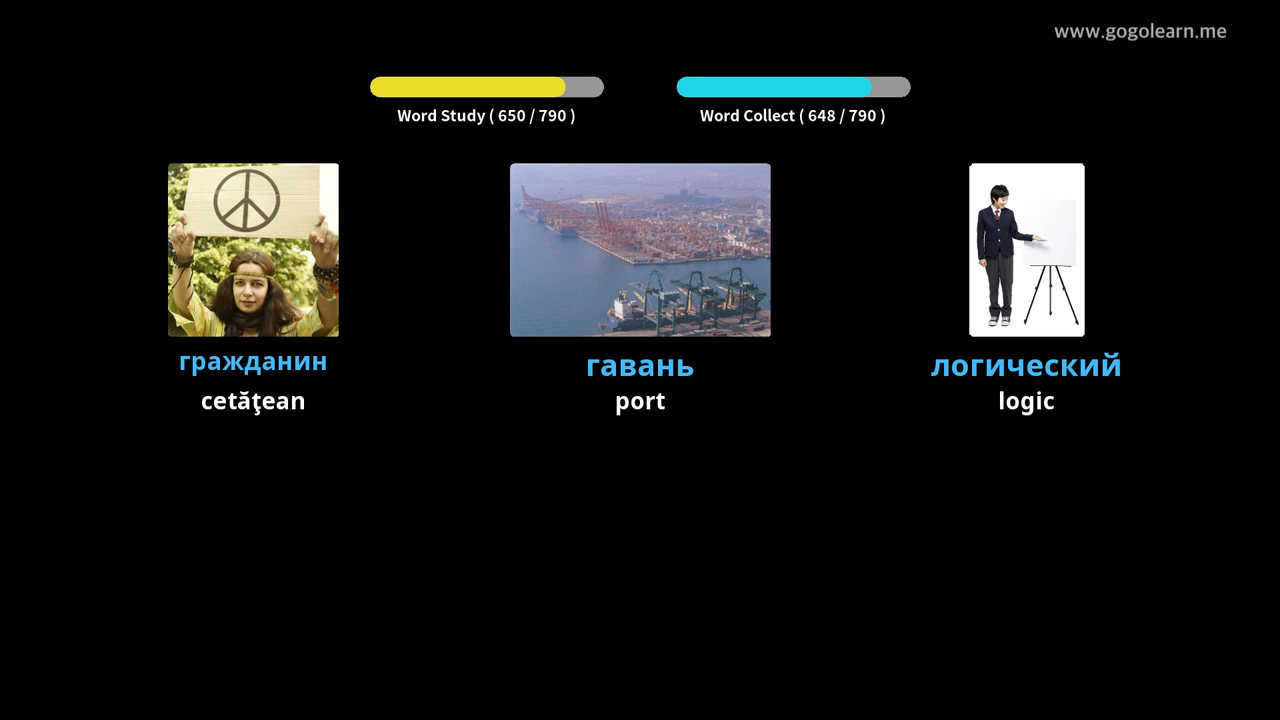 www.gogolearn.me
Word Study ( 650 / 790 )
Word Collect ( 648 / 790 )
гражданин
гавань
логический
cetăţean
port
logic